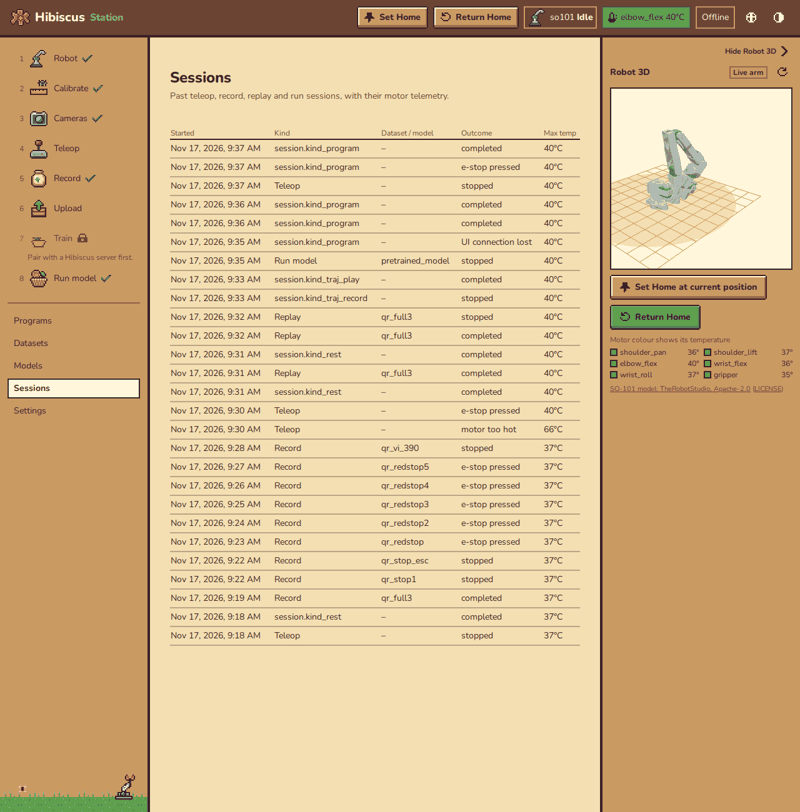 Hibiscus Station
Set Home
Return Home
so101 Idle
elbow_flex 40°C
Offline
1 Robot
2 Calibrate
3 Cameras
4 Teleop
5 Record
6 Upload
7 Train
Pair with a Hibiscus server first.
8 Run model
Programs
Datasets
Models
Sessions
Settings
Sessions
Past teleop, record, replay and run sessions, with their motor telemetry.
Started Kind Dataset / model Outcome Max temp
Nov 17, 2026, 9:37 AM session.kind_program – completed 40°C
Nov 17, 2026, 9:37 AM session.kind_program – e-stop pressed 40°C
Nov 17, 2026, 9:37 AM Teleop – stopped 40°C
Nov 17, 2026, 9:36 AM session.kind_program – completed 40°C
Nov 17, 2026, 9:36 AM session.kind_program – completed 40°C
Nov 17, 2026, 9:35 AM session.kind_program – UI connection lost 40°C
Nov 17, 2026, 9:35 AM Run model pretrained_model stopped 40°C
Nov 17, 2026, 9:33 AM session.kind_traj_play – completed 40°C
Nov 17, 2026, 9:33 AM session.kind_traj_record – stopped 40°C
Nov 17, 2026, 9:32 AM Replay qr_full3 stopped 40°C
Nov 17, 2026, 9:32 AM Replay qr_full3 completed 40°C
Nov 17, 2026, 9:31 AM session.kind_rest – completed 40°C
Nov 17, 2026, 9:31 AM Replay qr_full3 completed 40°C
Nov 17, 2026, 9:31 AM session.kind_rest – completed 40°C
Nov 17, 2026, 9:30 AM Teleop – e-stop pressed 40°C
Nov 17, 2026, 9:30 AM Teleop – motor too hot 66°C
Nov 17, 2026, 9:28 AM Record qr_vi_390 stopped 37°C
Nov 17, 2026, 9:27 AM Record qr_redstop5 e-stop pressed 37°C
Nov 17, 2026, 9:26 AM Record qr_redstop4 e-stop pressed 37°C
Nov 17, 2026, 9:25 AM Record qr_redstop3 e-stop pressed 37°C
Nov 17, 2026, 9:24 AM Record qr_redstop2 e-stop pressed 37°C
Nov 17, 2026, 9:23 AM Record qr_redstop e-stop pressed 37°C
Nov 17, 2026, 9:22 AM Record qr_stop_esc stopped 37°C
Nov 17, 2026, 9:22 AM Record qr_stop1 stopped 37°C
Nov 17, 2026, 9:19 AM Record qr_full3 completed 37°C
Nov 17, 2026, 9:18 AM session.kind_rest – completed 37°C
Nov 17, 2026, 9:18 AM Teleop – stopped 37°C
Hide Robot 3D
Robot 3D
Live arm
Set Home at current position
Return Home
Motor colour shows its temperature
shoulder_pan 36° shoulder_lift 37°
elbow_flex 40° wrist_flex 36°
wrist_roll 37° gripper 35°
SO-101 model: TheRobotStudio, Apache-2.0 (LICENSE)